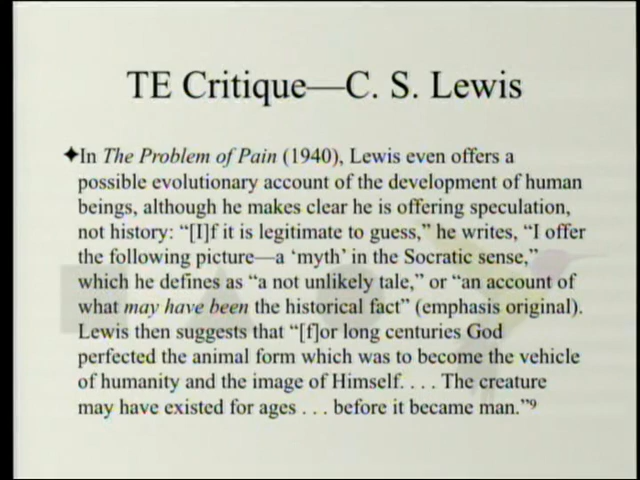 TE Critique—C. S. Lewis
✦In The Problem of Pain (1940), Lewis even offers a
possible evolutionary account of the development of human
beings, although he makes clear he is offering speculation,
not history: “[I]f it is legitimate to guess,” he writes, “I offer
the following picture—a ‘myth’ in the Socratic sense,”
which he defines as “a not unlikely tale,” or “an account of
what may have been the historical fact” (emphasis original).
Lewis then suggests that “[f]or long centuries God
perfected the animal form which was to become the vehicle
of humanity and the image of Himself. . . . The creature
may have existed for ages . . . before it became man.”⁹